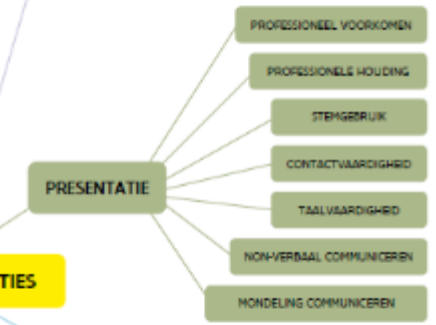 PROFESSIONEEL VOORKOMEN
PROFESSIONELE HOUDING
STEMGEBRUIK
CONTACTVAARDIGHEID
PRESENTATIE
TAALVAARDIGHEID
NON-VERBAAL COMMUNICEREN
TIES
MONDELING COMMUNICEREN